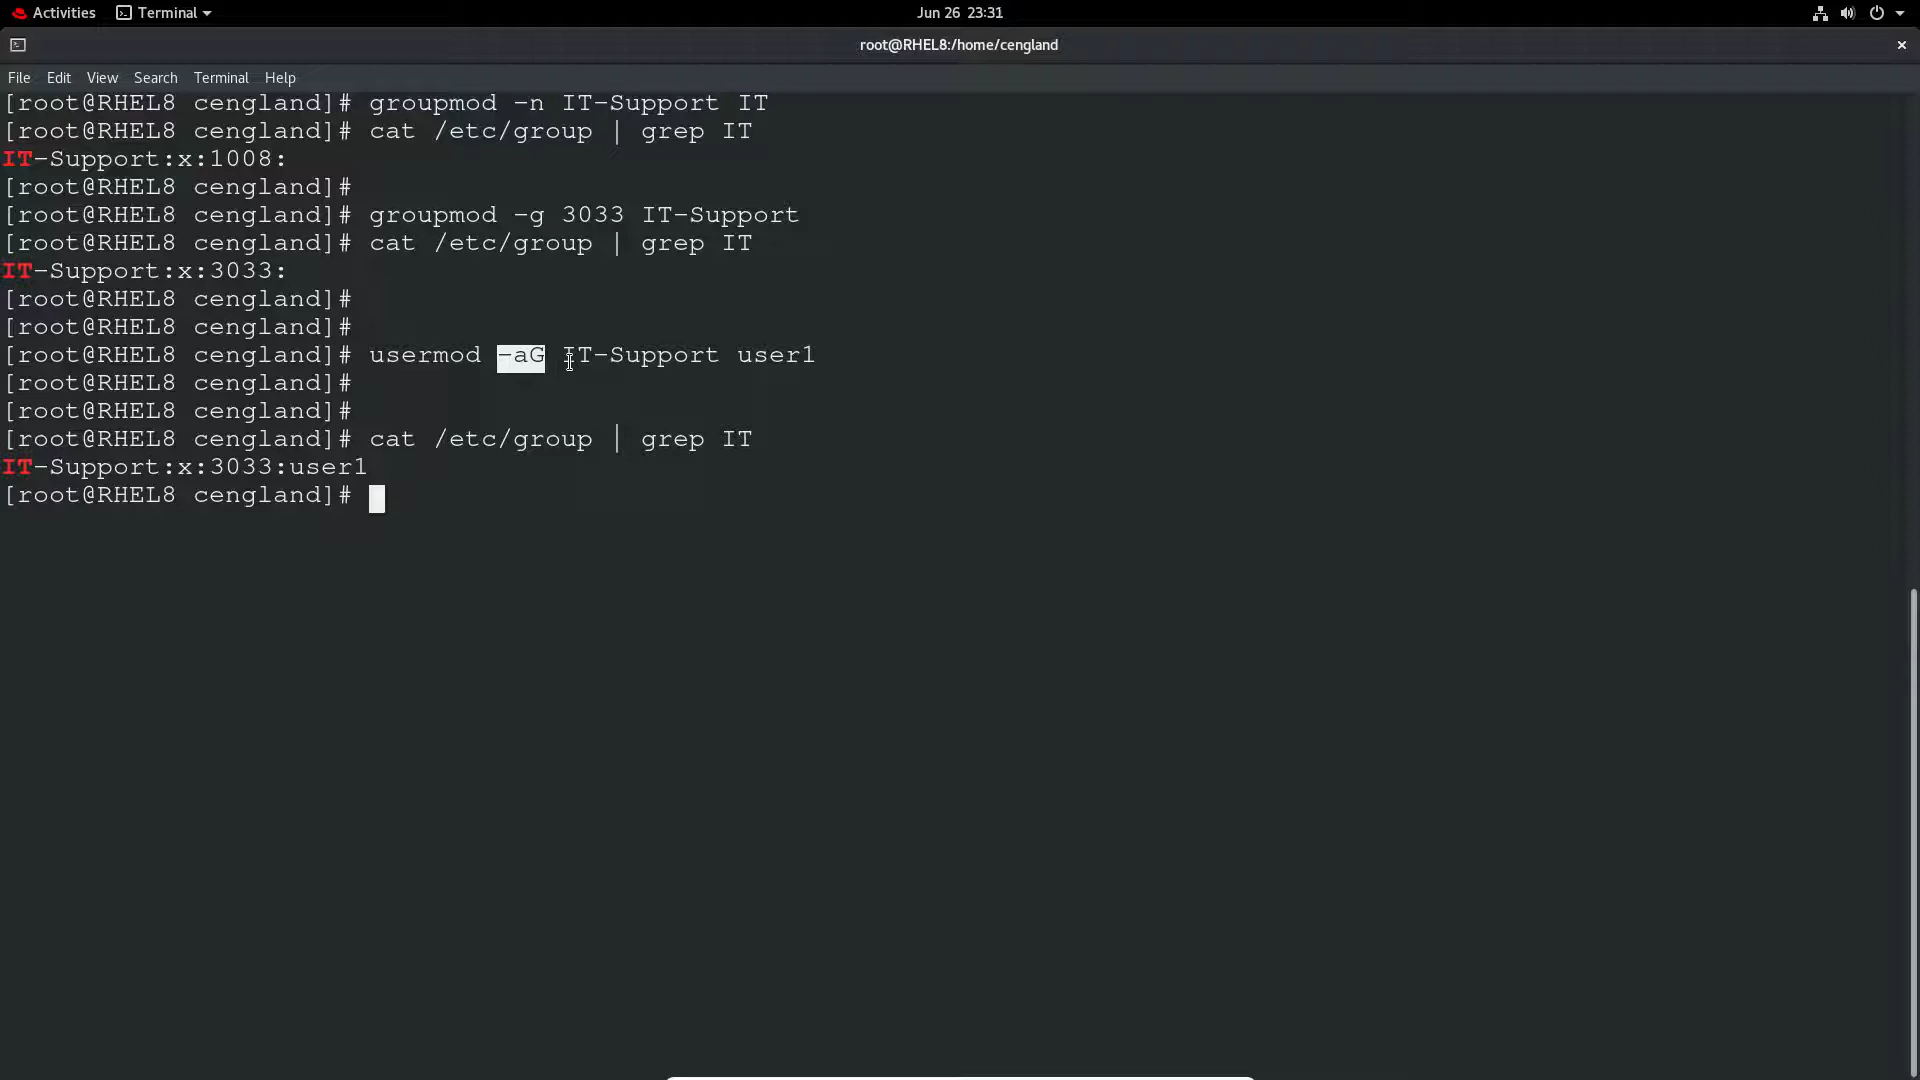 Activities Terminal Jun 26 23:31
root@RHEL8:/home/cengland
File Edit View Search Terminal Help
[root@RHEL8 cengland]# groupmod -n IT-Support IT
[root@RHEL8 cengland]# cat /etc/group | grep IT
IT-Support:x:1008:
[root@RHEL8 cengland]#
[root@RHEL8 cengland]# groupmod -g 3033 IT-Support
[root@RHEL8 cengland]# cat /etc/group | grep IT
IT-Support:x:3033:
[root@RHEL8 cengland]#
[root@RHEL8 cengland]#
[root@RHEL8 cengland]# usermod -aG IT-Support user1
[root@RHEL8 cengland]#
[root@RHEL8 cengland]#
[root@RHEL8 cengland]# cat /etc/group | grep IT
IT-Support:x:3033:user1
[root@RHEL8 cengland]#